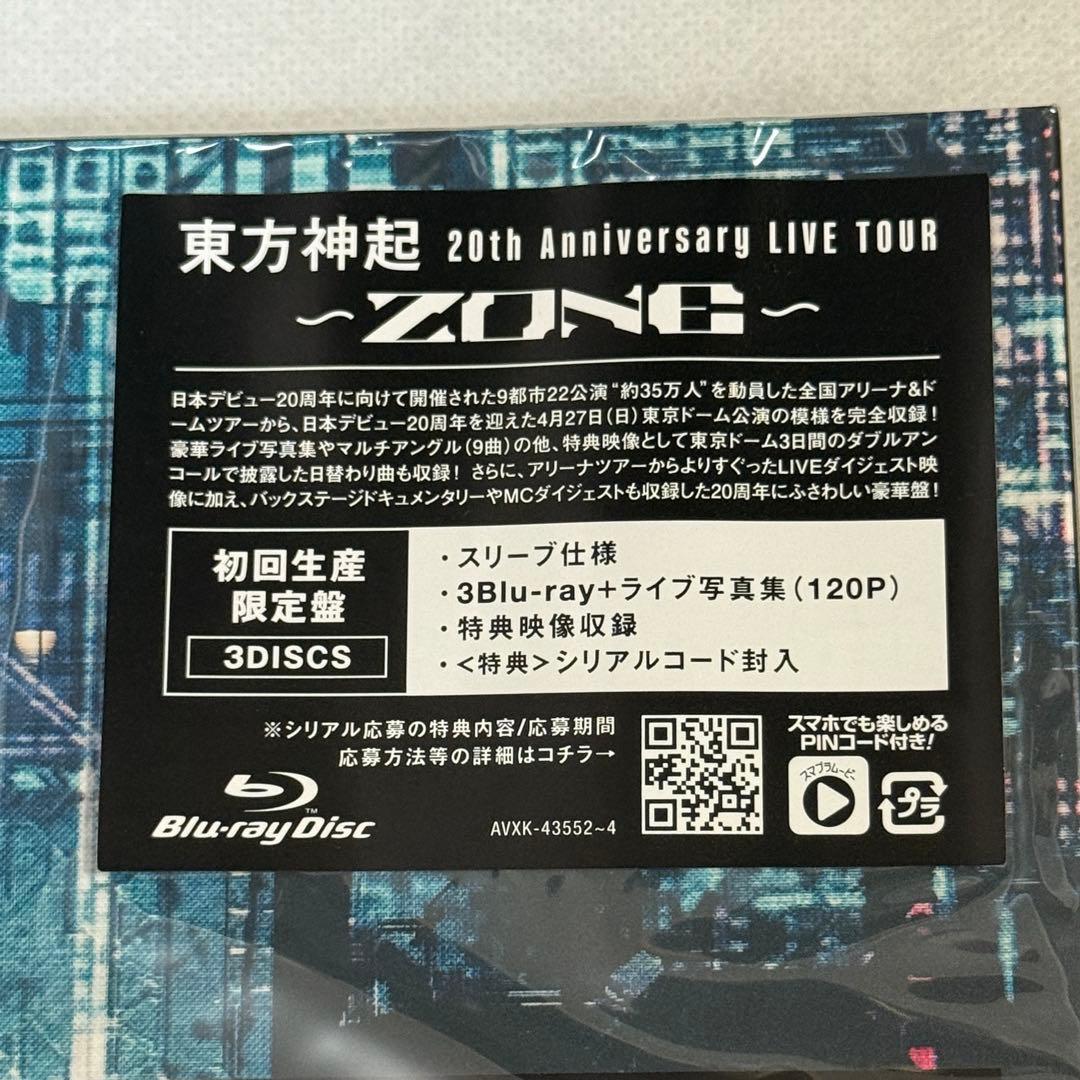 東方神起 20th Anniversary LIVE TOUR
～ZONE～
日本デビュー20周年に向けて開催された9都市22公演“約35万人”を動員した全国アリーナ&ド
ームツアーから、日本デビュー20周年を迎えた4月27日(日)東京ドーム公演の模様を完全収録！
豪華ライブ写真集やマルチアングル(9曲)の他、特典映像として東京ドーム3日間のダブルアン
コールで披露した日替わり曲も収録！ さらに、アリーナツアーからよりすぐったLIVEダイジェスト映
像に加え、バックステージドキュメンタリーやMCダイジェストも収録した20周年にふさわしい豪華盤！
初回生産
限定盤
3DISCS
・スリーブ仕様
・3Blu-ray+ライブ写真集(120P)
・特典映像収録
・<特典>シリアルコード封入
※シリアル応募の特典内容/応募期間
応募方法等の詳細はコチラ→
スマホでも楽しめる
PINコード付き!
スマプラムービー
プラ
Blu-ray Disc
TM
AVXK-43552~4